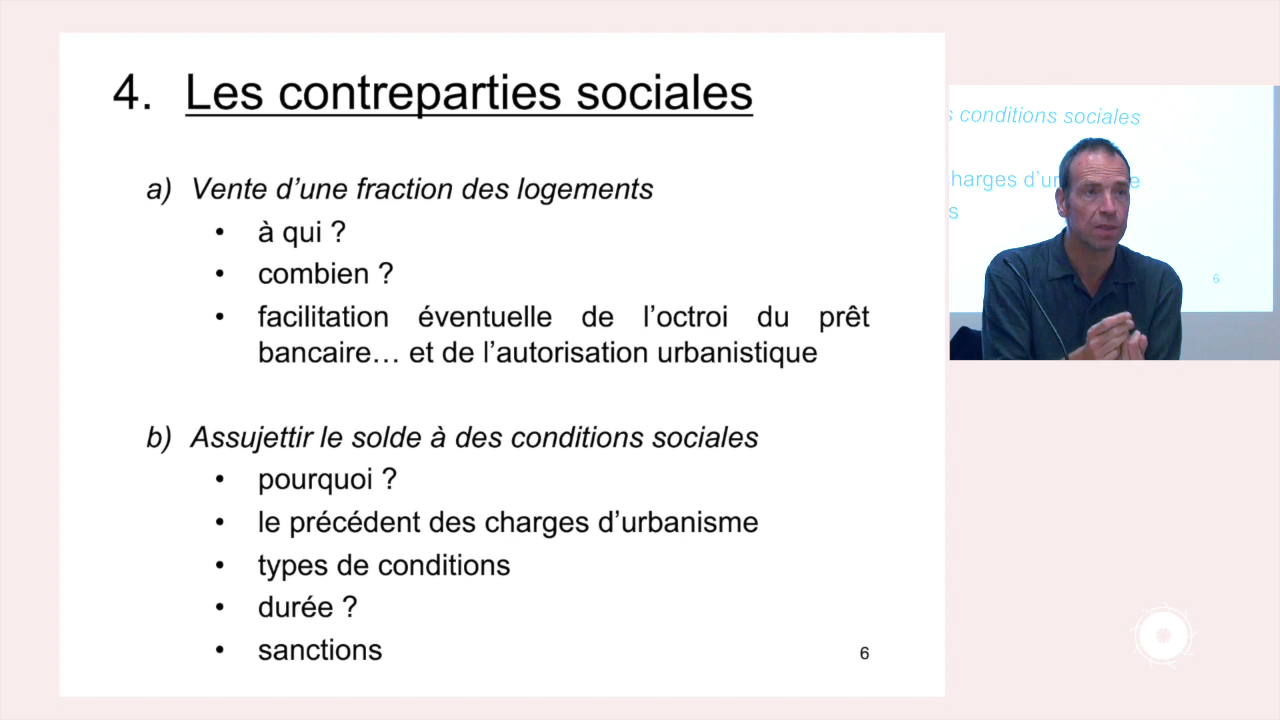 4. Les contreparties sociales
a) Vente d’une fraction des logements
• à qui ?
• combien ?
• facilitation éventuelle de l’octroi du prêt
bancaire… et de l’autorisation urbanistique
b) Assujettir le solde à des conditions sociales
• pourquoi ?
• le précédent des charges d’urbanisme
• types de conditions
• durée ?
• sanctions
6
s conditions sociales
harges d’ur e
s
6